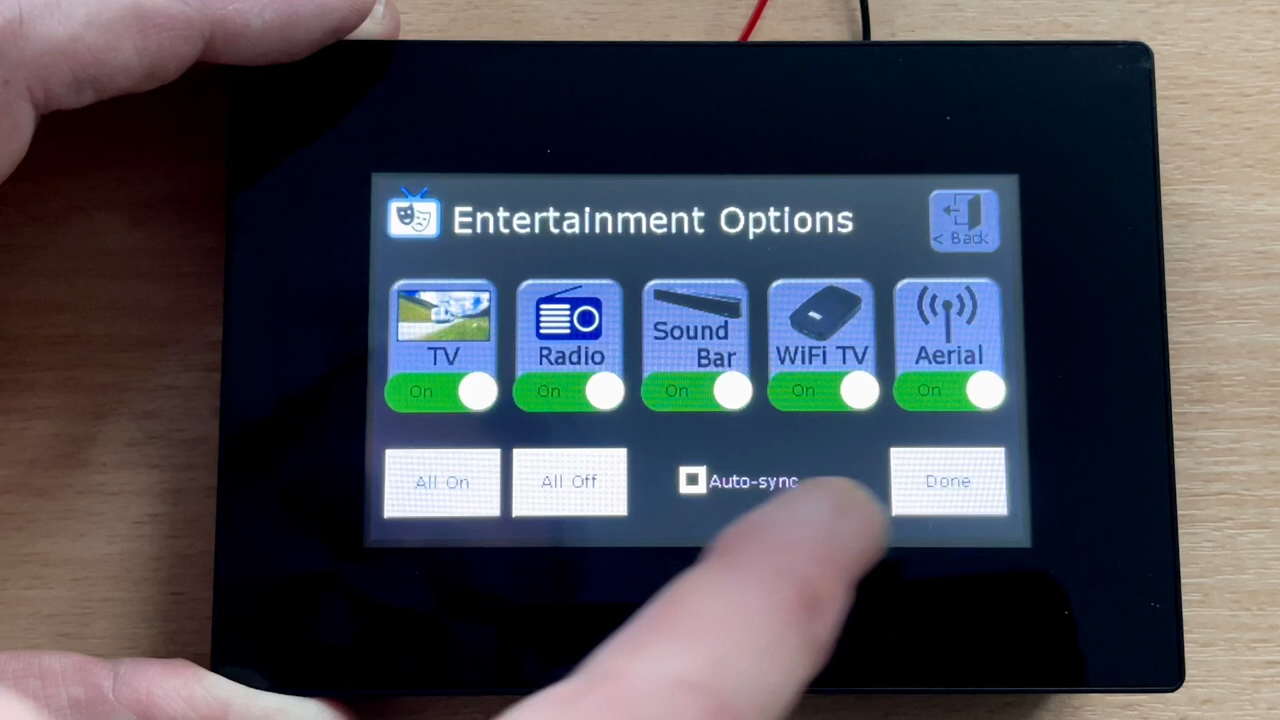 Entertainment Options
< Back
TV
Radio
Sound
Bar
WiFi TV
Aerial
On
On
On
On
On
All On
All Off
Auto-sync
Done